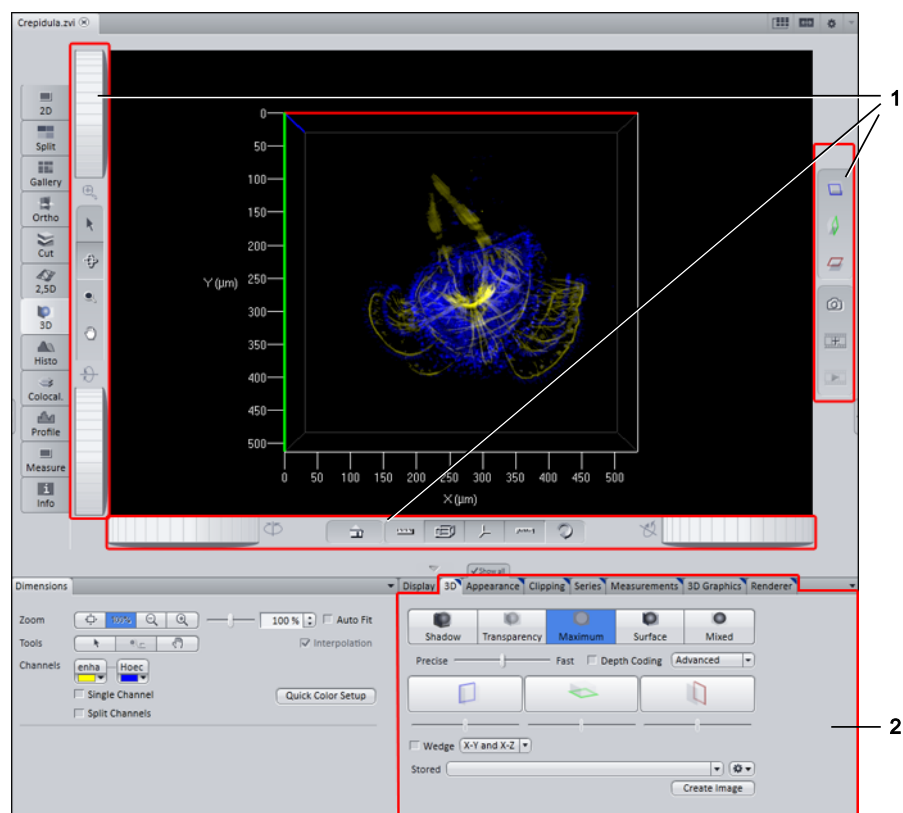 Crepidula.zvi
1
2D
Split
Gallery
Ortho
Cut
2,5D
3D
Histo
Colocal.
Profile
Measure
Info
0
50
100
150
200
250
300
350
400
450
500
Y (µm)
0 50 100 150 200 250 300 350 400 450 500
X (µm)
Show all
Dimensions
Zoom 100% 100 % Auto Fit
Tools Interpolation
Channels enha Hoec
Single Channel Quick Color Setup
Split Channels
Display 3D Appearance Clipping Series Measurements 3D Graphics Renderer
Shadow Transparency Maximum Surface Mixed
Precise Fast Depth Coding Advanced
2
Wedge X-Y and X-Z
Stored
Create Image